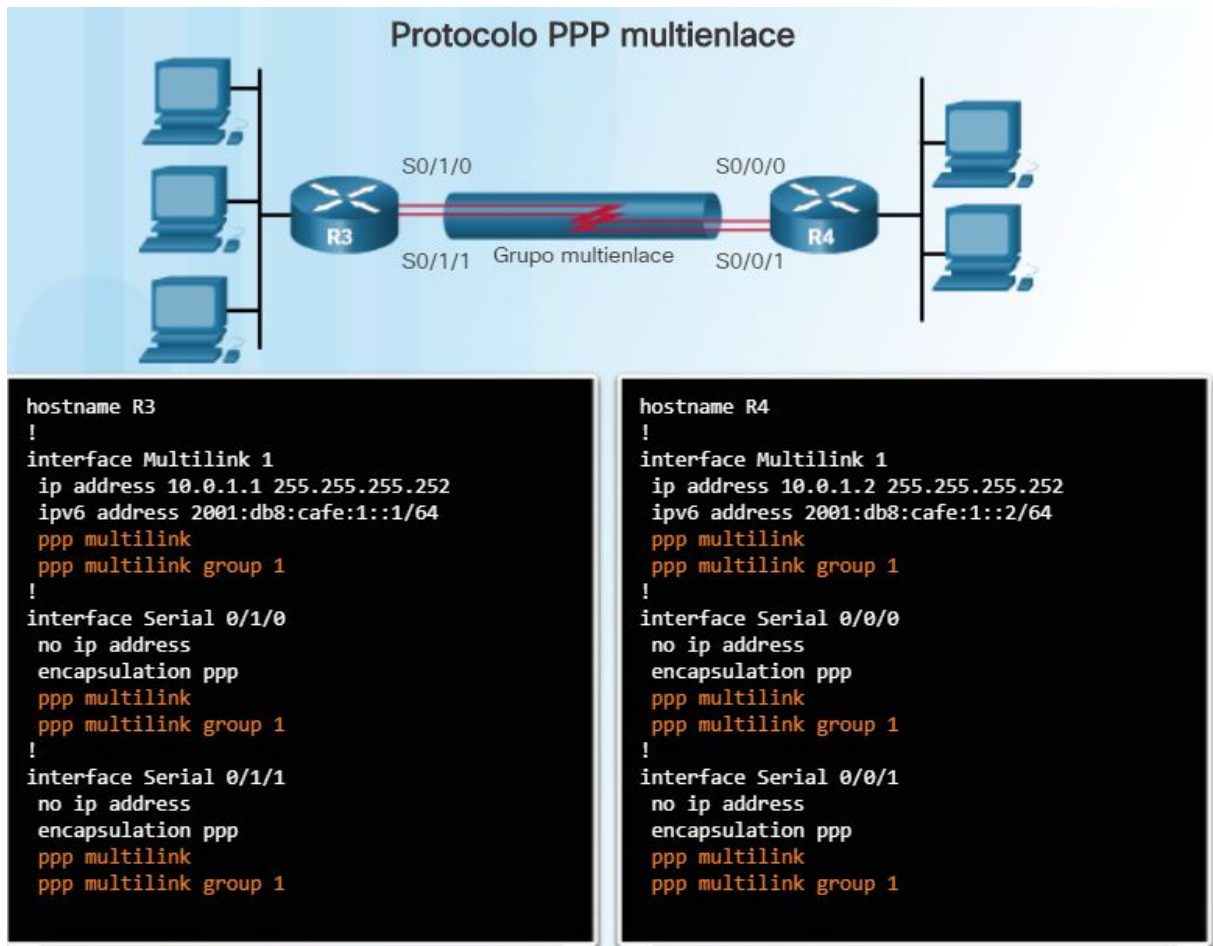 Protocolo PPP multienlace
S0/1/0
S0/0/0
R3
R4
S0/1/1
Grupo multienlace
S0/0/1
hostname R3
!
interface Multilink 1
ip address 10.0.1.1 255.255.255.252
ipv6 address 2001:db8:cafe:1::1/64
ppp multilink
ppp multilink group 1
!
interface Serial 0/1/0
no ip address
encapsulation ppp
ppp multilink
ppp multilink group 1
!
interface Serial 0/1/1
no ip address
encapsulation ppp
ppp multilink
ppp multilink group 1
hostname R4
!
interface Multilink 1
ip address 10.0.1.2 255.255.255.252
ipv6 address 2001:db8:cafe:1::2/64
ppp multilink
ppp multilink group 1
!
interface Serial 0/0/0
no ip address
encapsulation ppp
ppp multilink
ppp multilink group 1
!
interface Serial 0/0/1
no ip address
encapsulation ppp
ppp multilink
ppp multilink group 1